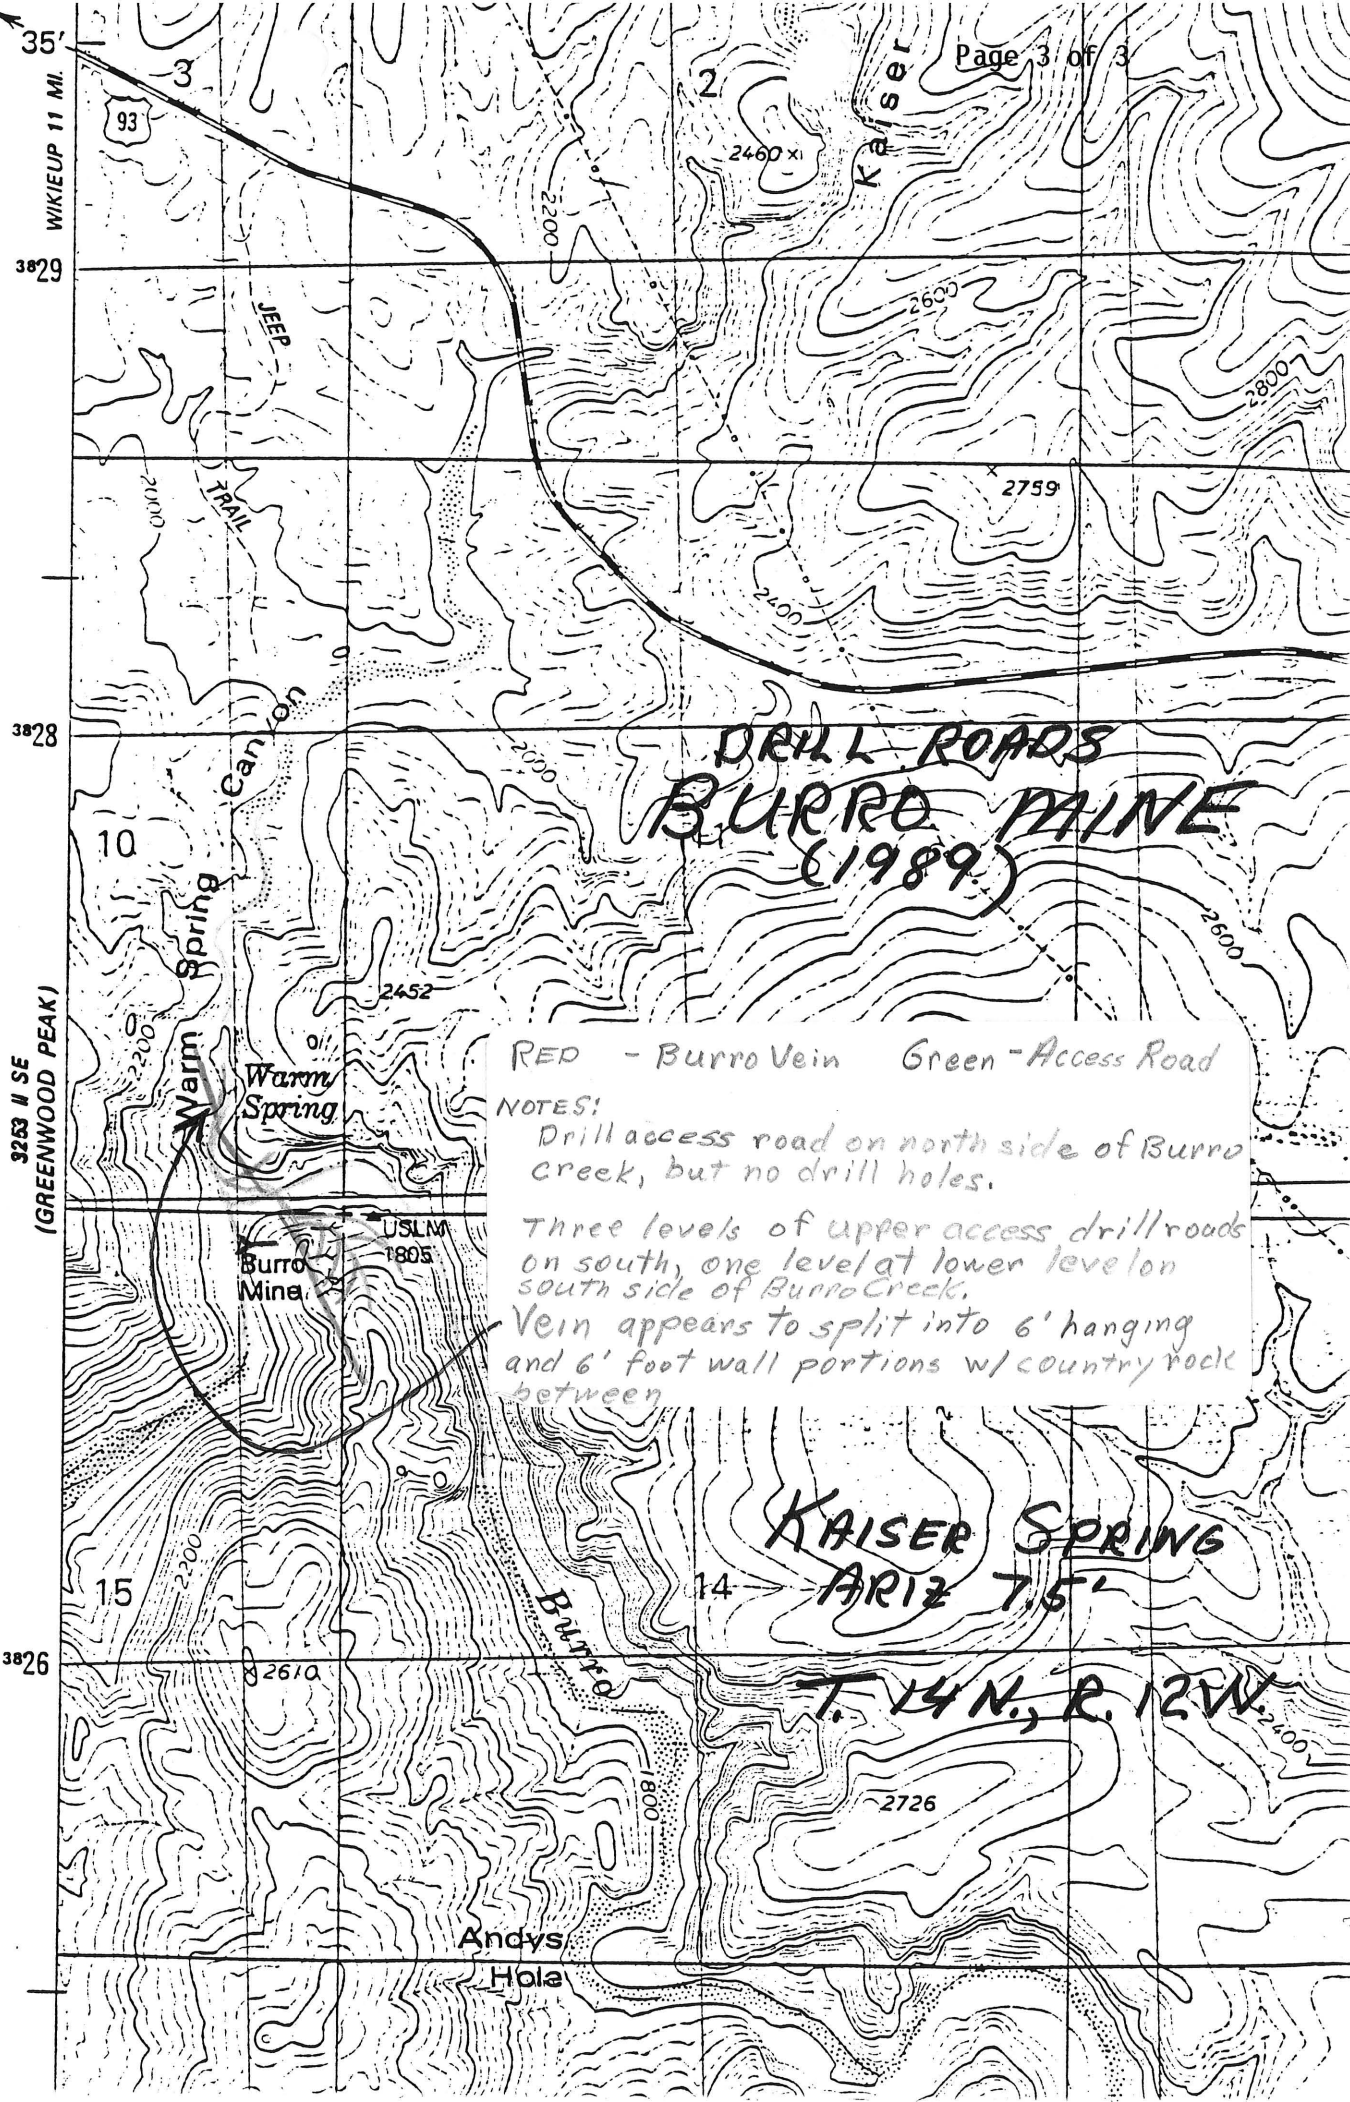 35'
Page 3 of 3
3
2
93
WIKIEUP 11 MI.
Kaiser
2460
2200
3829
JEEP
2600
2800
TRAIL
2000
2759
2400
3828
Canyon
2000
DRILL ROADS
BURRO MINE
(1989)
10
Spring
2600
2452
3253 II SE
(GREENWOOD PEAK)
2200
Warm
Warm
Spring
RED - Burro Vein Green - Access Road
NOTES:
Drill access road on north side of Burro
creek, but no drill holes.
Three levels of upper access drill roads
on south, one level at lower level on
south side of Burro Creek.
Vein appears to split into 6' hanging
and 6' foot wall portions w/ country rock
between
USLM
1805
Burro
Mine
KAISER SPRING
ARIZ 7.5'
2200
15
14
Burro
3826
2610
T. 14 N., R. 12 W.
2400
1800
2726
Andys
Hole